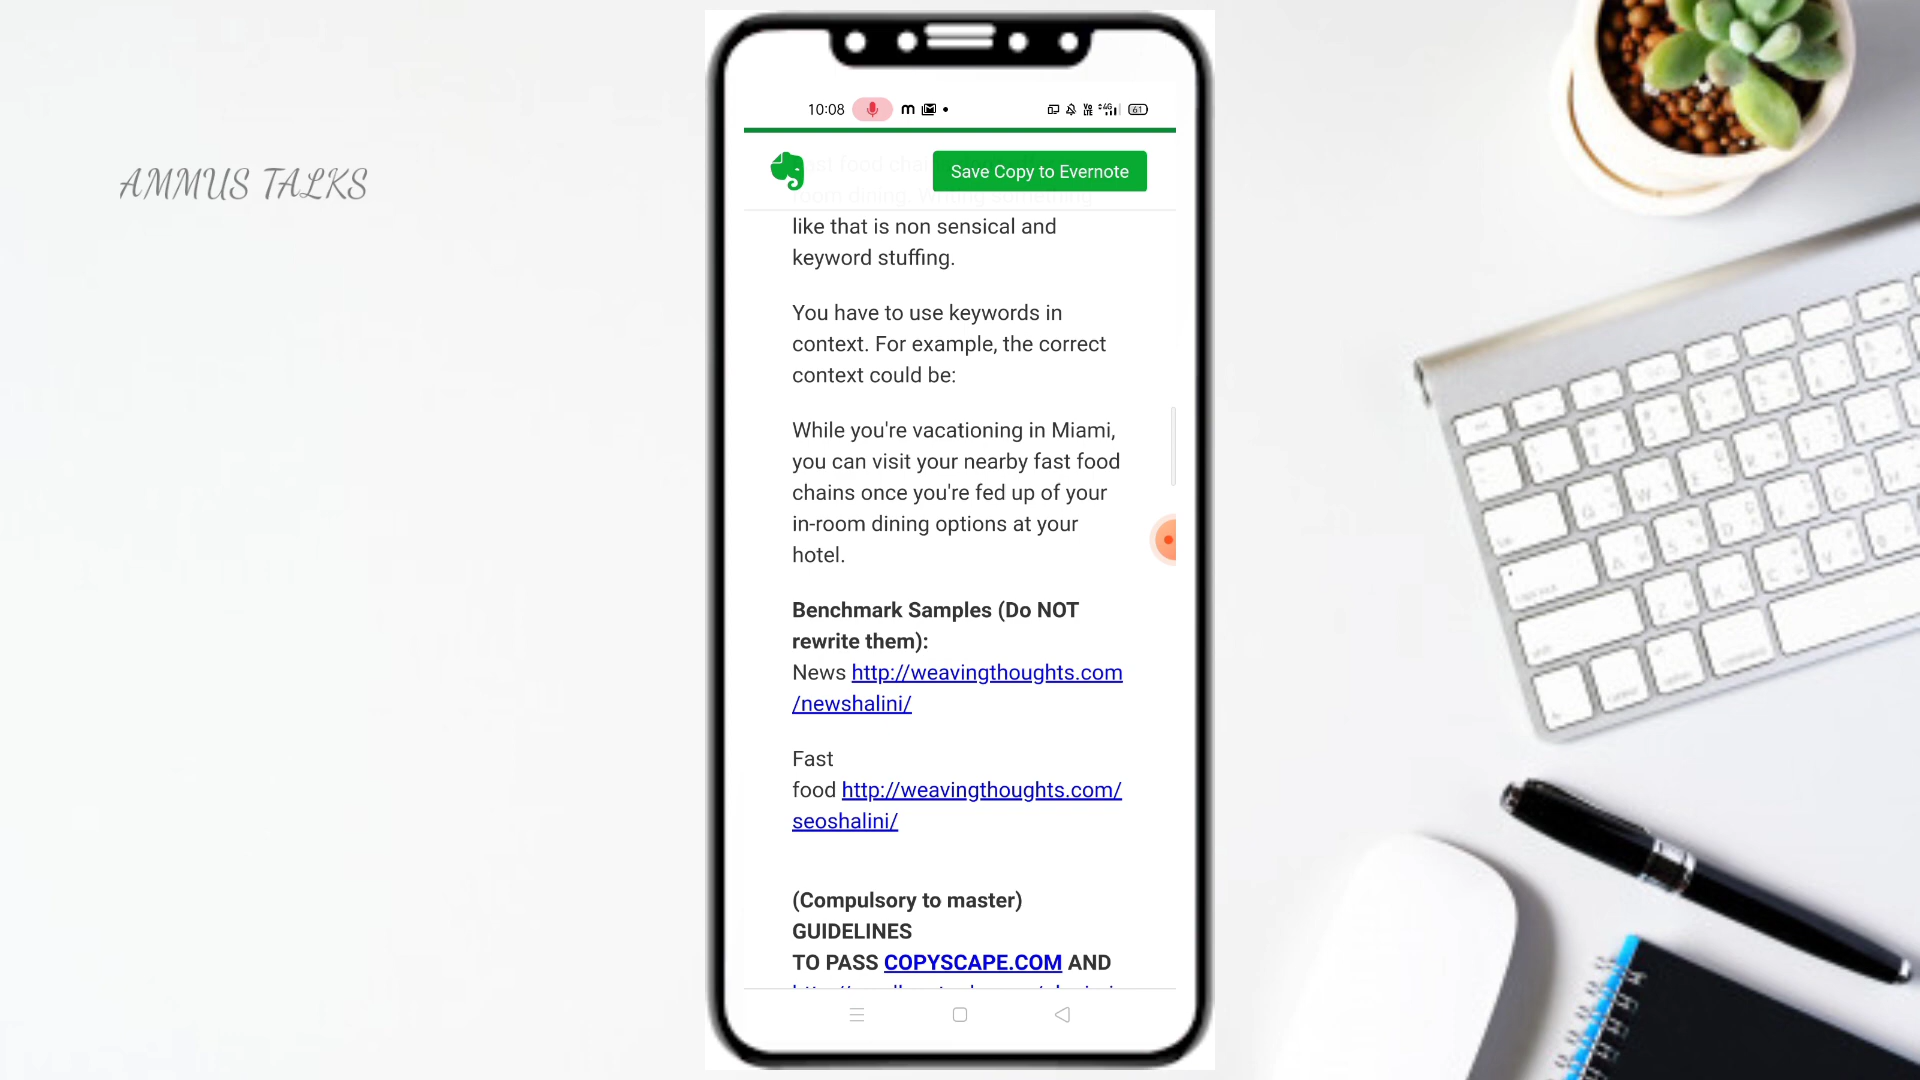 AMMUS TALKS
10:08
61
Save Copy to Evernote
like that is non sensical and
keyword stuffing.
You have to use keywords in
context. For example, the correct
context could be:
While you're vacationing in Miami,
you can visit your nearby fast food
chains once you're fed up of your
in-room dining options at your
hotel.
Benchmark Samples (Do NOT
rewrite them):
News http://weavingthoughts.com
/newshalini/
Fast
food http://weavingthoughts.com/
seoshalini/
(Compulsory to master)
GUIDELINES
TO PASS COPYSCAPE.COM AND